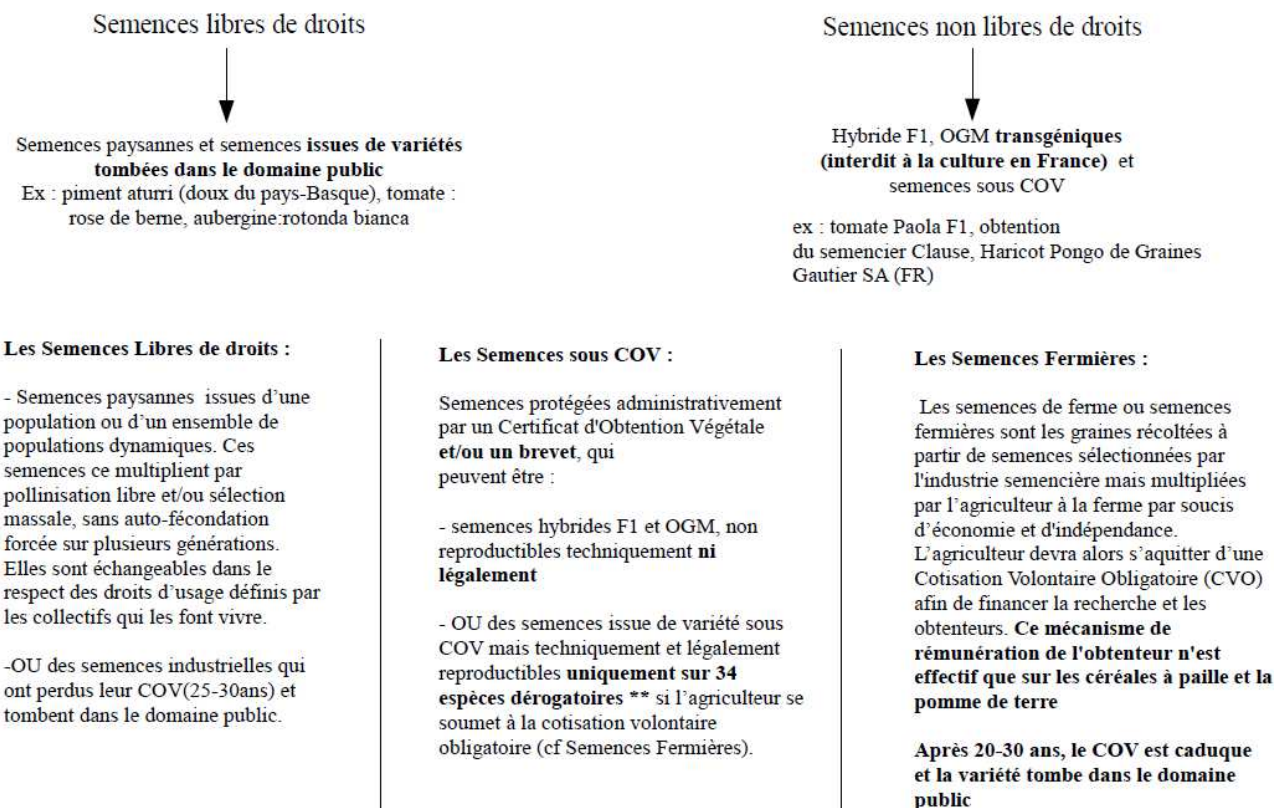 Semences libres de droits
Semences paysannes et semences issues de variétés
tombées dans le domaine public
Ex : piment aturri (doux du pays-Basque), tomate :
rose de berne, aubergine:rotonda bianca
Semences non libres de droits
Hybride F1, OGM transgéniques
(interdit à la culture en France) et
semences sous COV
ex : tomate Paola F1, obtention
du semencier Clause, Haricot Pongo de Graines
Gautier SA (FR)
Les Semences Libres de droits :
- Semences paysannes issues d’une
population ou d’un ensemble de
populations dynamiques. Ces
semences ce multiplient par
pollinisation libre et/ou sélection
massale, sans auto-fécondation
forcée sur plusieurs générations.
Elles sont échangeables dans le
respect des droits d’usage définis par
les collectifs qui les font vivre.
-OU des semences industrielles qui
ont perdus leur COV(25-30ans) et
tombent dans le domaine public.
Les Semences sous COV :
Semences protégées administrativement
par un Certificat d'Obtention Végétale
et/ou un brevet, qui
peuvent être :
- semences hybrides F1 et OGM, non
reproductibles techniquement ni
légalement
- OU des semences issue de variété sous
COV mais techniquement et légalement
reproductibles uniquement sur 34
espèces dérogatoires ** si l’agriculteur se
soumet à la cotisation volontaire
obligatoire (cf Semences Fermières).
Les Semences Fermières :
Les semences de ferme ou semences
fermières sont les graines récoltées à
partir de semences sélectionnées par
l'industrie semencière mais multipliées
par l’agriculteur à la ferme par soucis
d’économie et d'indépendance.
L’agriculteur devra alors s’aquitter d’une
Cotisation Volontaire Obligatoire (CVO)
afin de financer la recherche et les
obtenteurs. Ce mécanisme de
rémunération de l'obtenteur n'est
effectif que sur les céréales à paille et la
pomme de terre
Après 20-30 ans, le COV est caduque
et la variété tombe dans le domaine
public